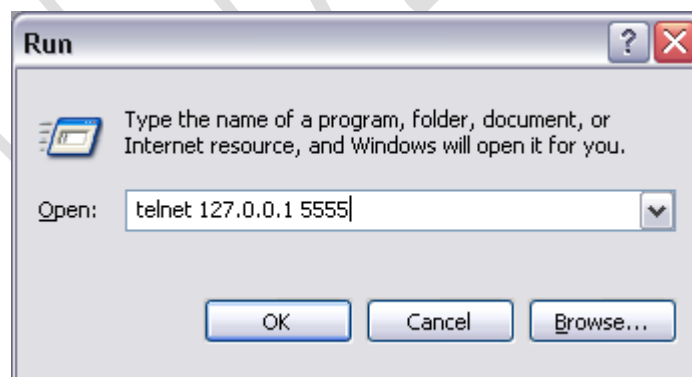 Run
Type the name of a program, folder, document, or
Internet resource, and Windows will open it for you.
Open: telnet 127.0.0.1 5555
OK Cancel Browse...